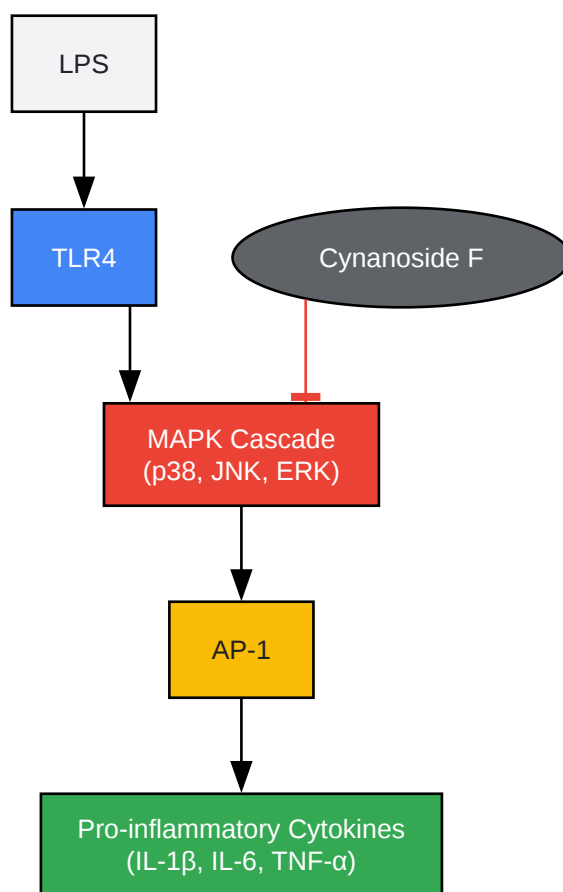 LPS
TLR4
Cynanoside F
MAPK Cascade
(p38, JNK, ERK)
AP-1
Pro-inflammatory Cytokines
(IL-1β, IL-6, TNF-α)